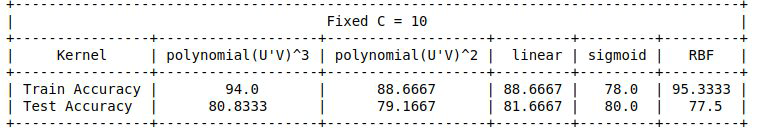 Fixed C = 10
Kernel | polynomial(U'V)^3 | polynomial(U'V)^2 | linear | sigmoid | RBF
Train Accuracy | 94.0 | 88.6667 | 88.6667 | 78.0 | 95.3333
Test Accuracy | 80.8333 | 79.1667 | 81.6667 | 80.0 | 77.5